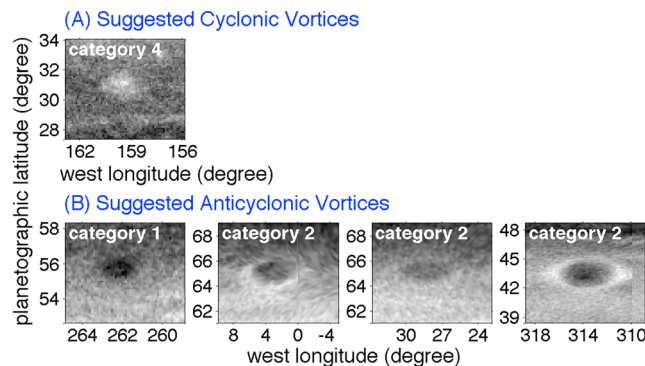 (A) Suggested Cyclonic Vortices
category 4
34
32
30
28
162 159 156
west longitude (degree)
planetographic latitude (degree)
(B) Suggested Anticyclonic Vortices
category 1 category 2 category 2 category 2
58
56
54
68
66
64
62
68
66
64
62
48
45
42
39
264 262 260 8 4 0 -4 30 27 24 318 314 310
west longitude (degree)